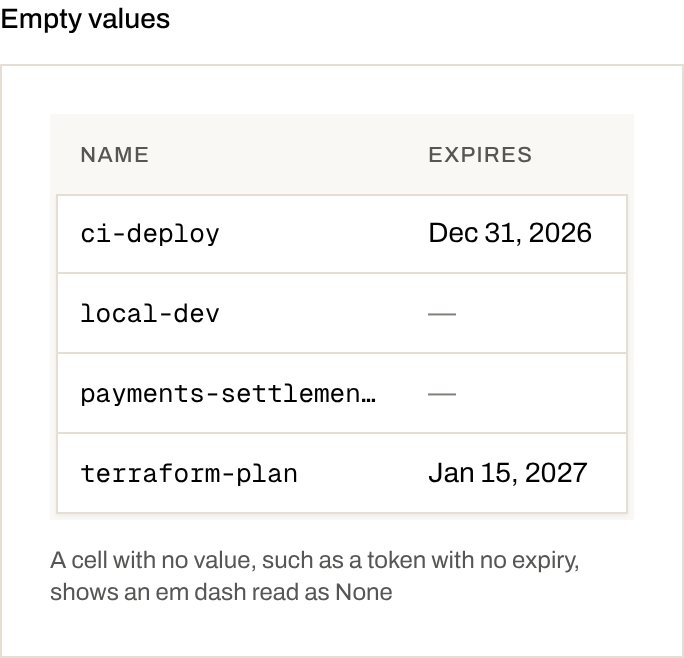 Empty values
NAME EXPIRES
ci-deploy Dec 31, 2026
local-dev —
payments-settlemen… —
terraform-plan Jan 15, 2027
A cell with no value, such as a token with no expiry,
shows an em dash read as None